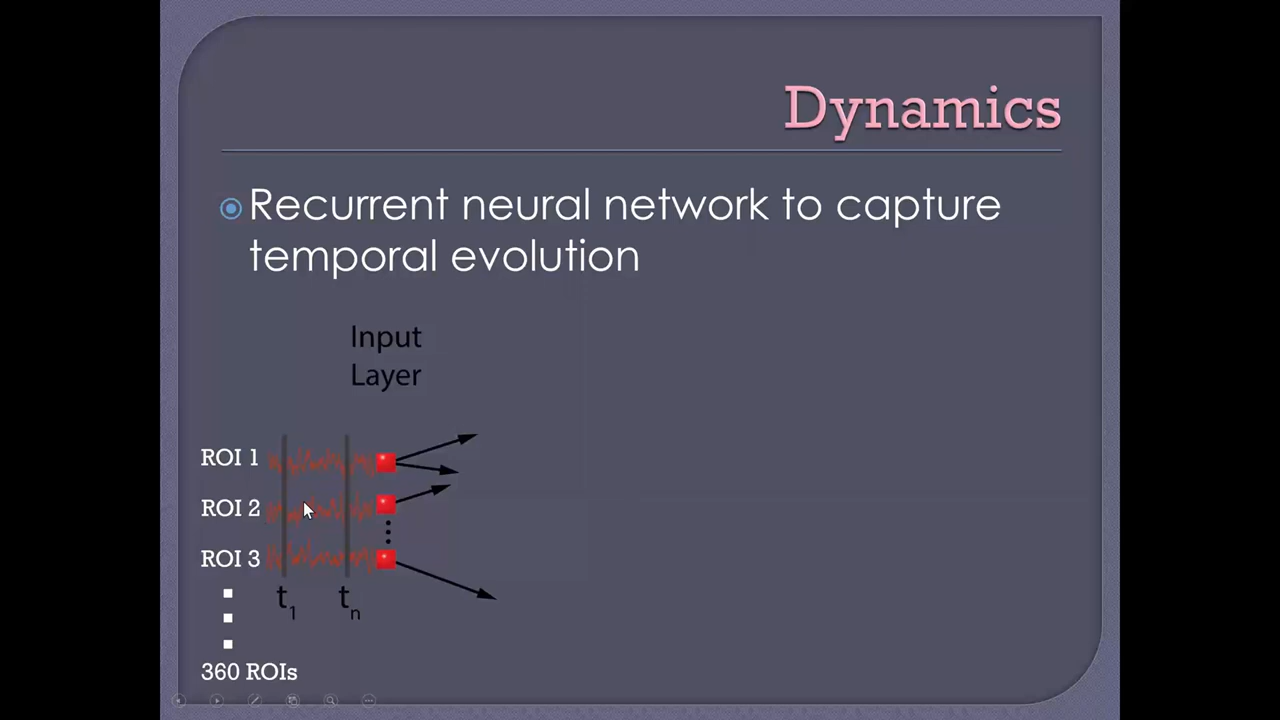 Dynamics
Recurrent neural network to capture
temporal evolution
Input
Layer
ROI 1
ROI 2
ROI 3
t1 tn
360 ROIs